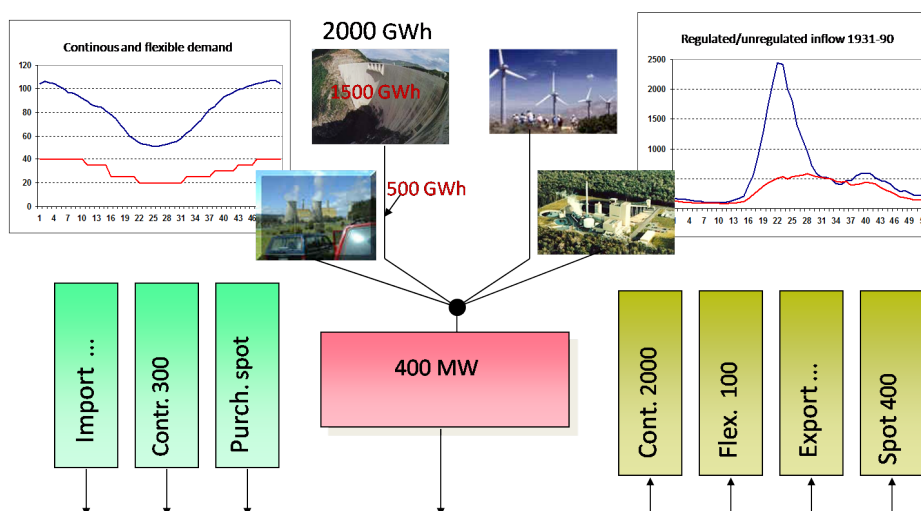 Continous and flexible demand
120
100
80
60
40
20
0
1 4 7 10 13 16 19 22 25 28 31 34 37 40 43 46
2000 GWh
1500 GWh
500 GWh
Regulated/unregulated inflow 1931-90
2500
2000
1500
1000
500
1 4 7 10 13 16 19 22 25 28 31 34 37 40 43 46 49
Import ...
Contr. 300
Purch. spot
400 MW
Cont. 2000
Flex. 100
Export ...
Spot 400